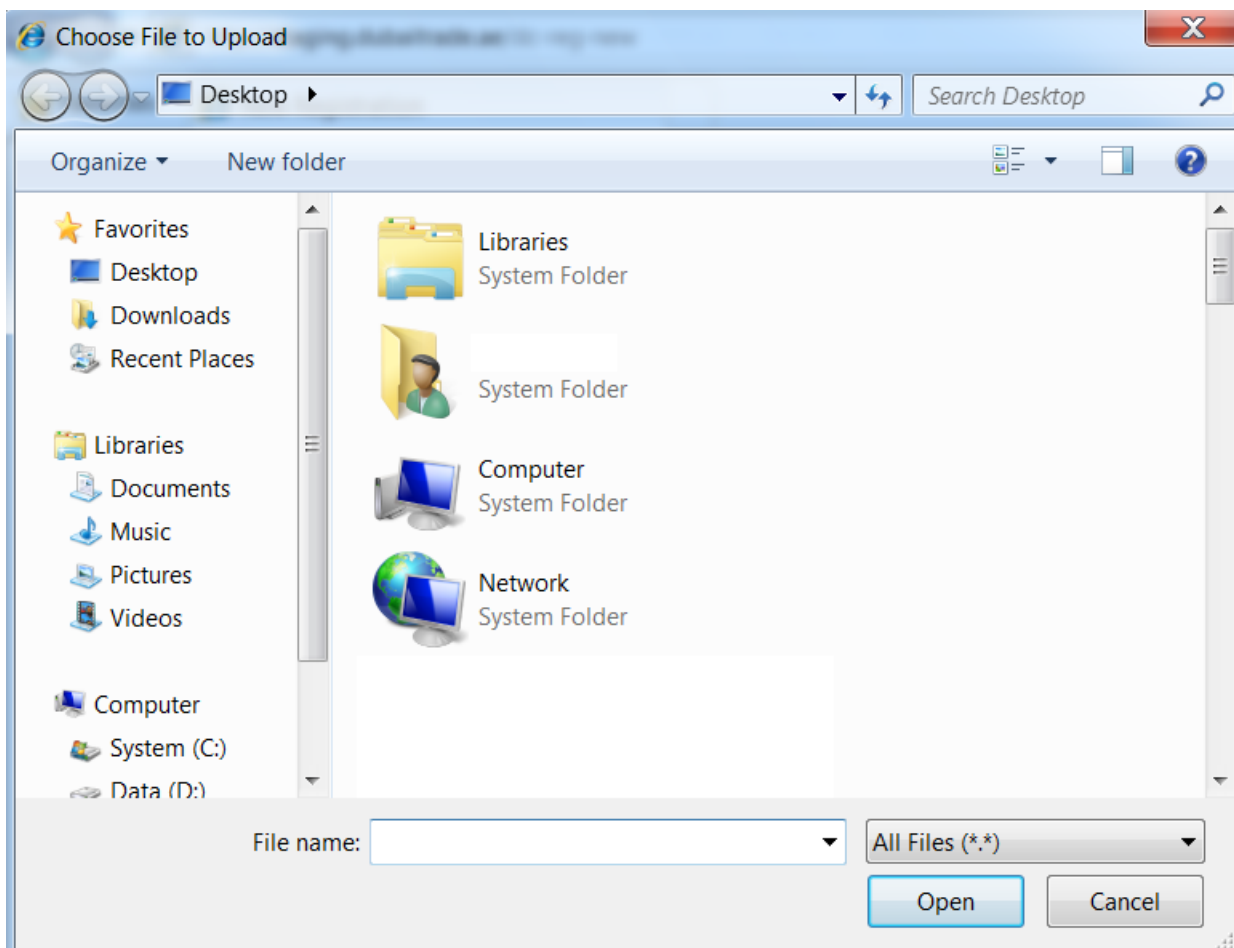 Choose File to Upload
Desktop
Search Desktop
Organize
New folder
Favorites
Desktop
Downloads
Recent Places
Libraries
Documents
Music
Pictures
Videos
Computer
System (C:)
Data (D:)
Libraries
System Folder
System Folder
Computer
System Folder
Network
System Folder
File name:
All Files (*.*)
Open
Cancel